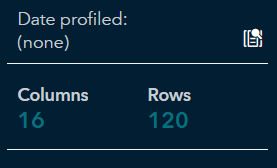 Date profiled:
(none)
Columns Rows
16 120